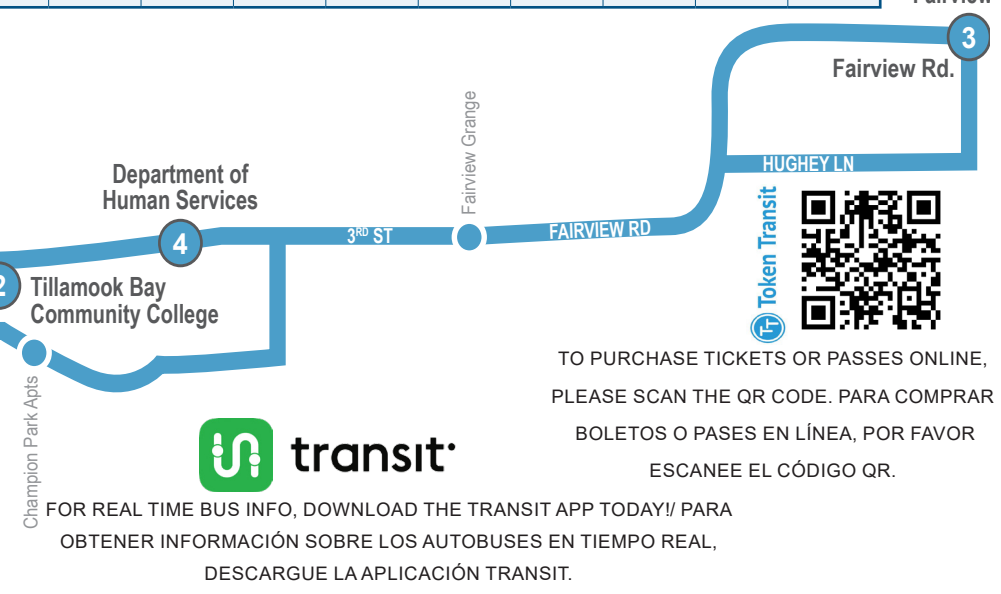 Fairview
3
Fairview Rd.
Fairview Grange
HUGHEY LN
Department of
Human Services
4
3RD ST
FAIRVIEW RD
2
Tillamook Bay
Community College
Token Transit
TT
Champion Park Apts
TO PURCHASE TICKETS OR PASSES ONLINE,
PLEASE SCAN THE QR CODE. PARA COMPRAR
BOLETOS O PASES EN LÍNEA, POR FAVOR
ESCANEE EL CÓDIGO QR.
transit
FOR REAL TIME BUS INFO, DOWNLOAD THE TRANSIT APP TODAY!/ PARA
OBTENER INFORMACIÓN SOBRE LOS AUTOBUSES EN TIEMPO REAL,
DESCARGUE LA APLICACIÓN TRANSIT.